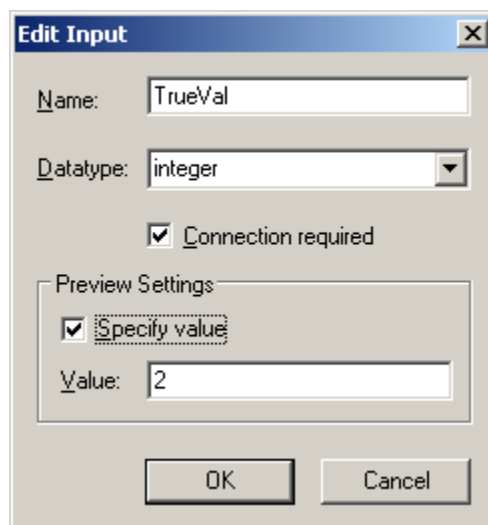 Edit Input
Name: TrueVal
Datatype: integer
Connection required
Preview Settings
Specify value
Value: 2
OK Cancel